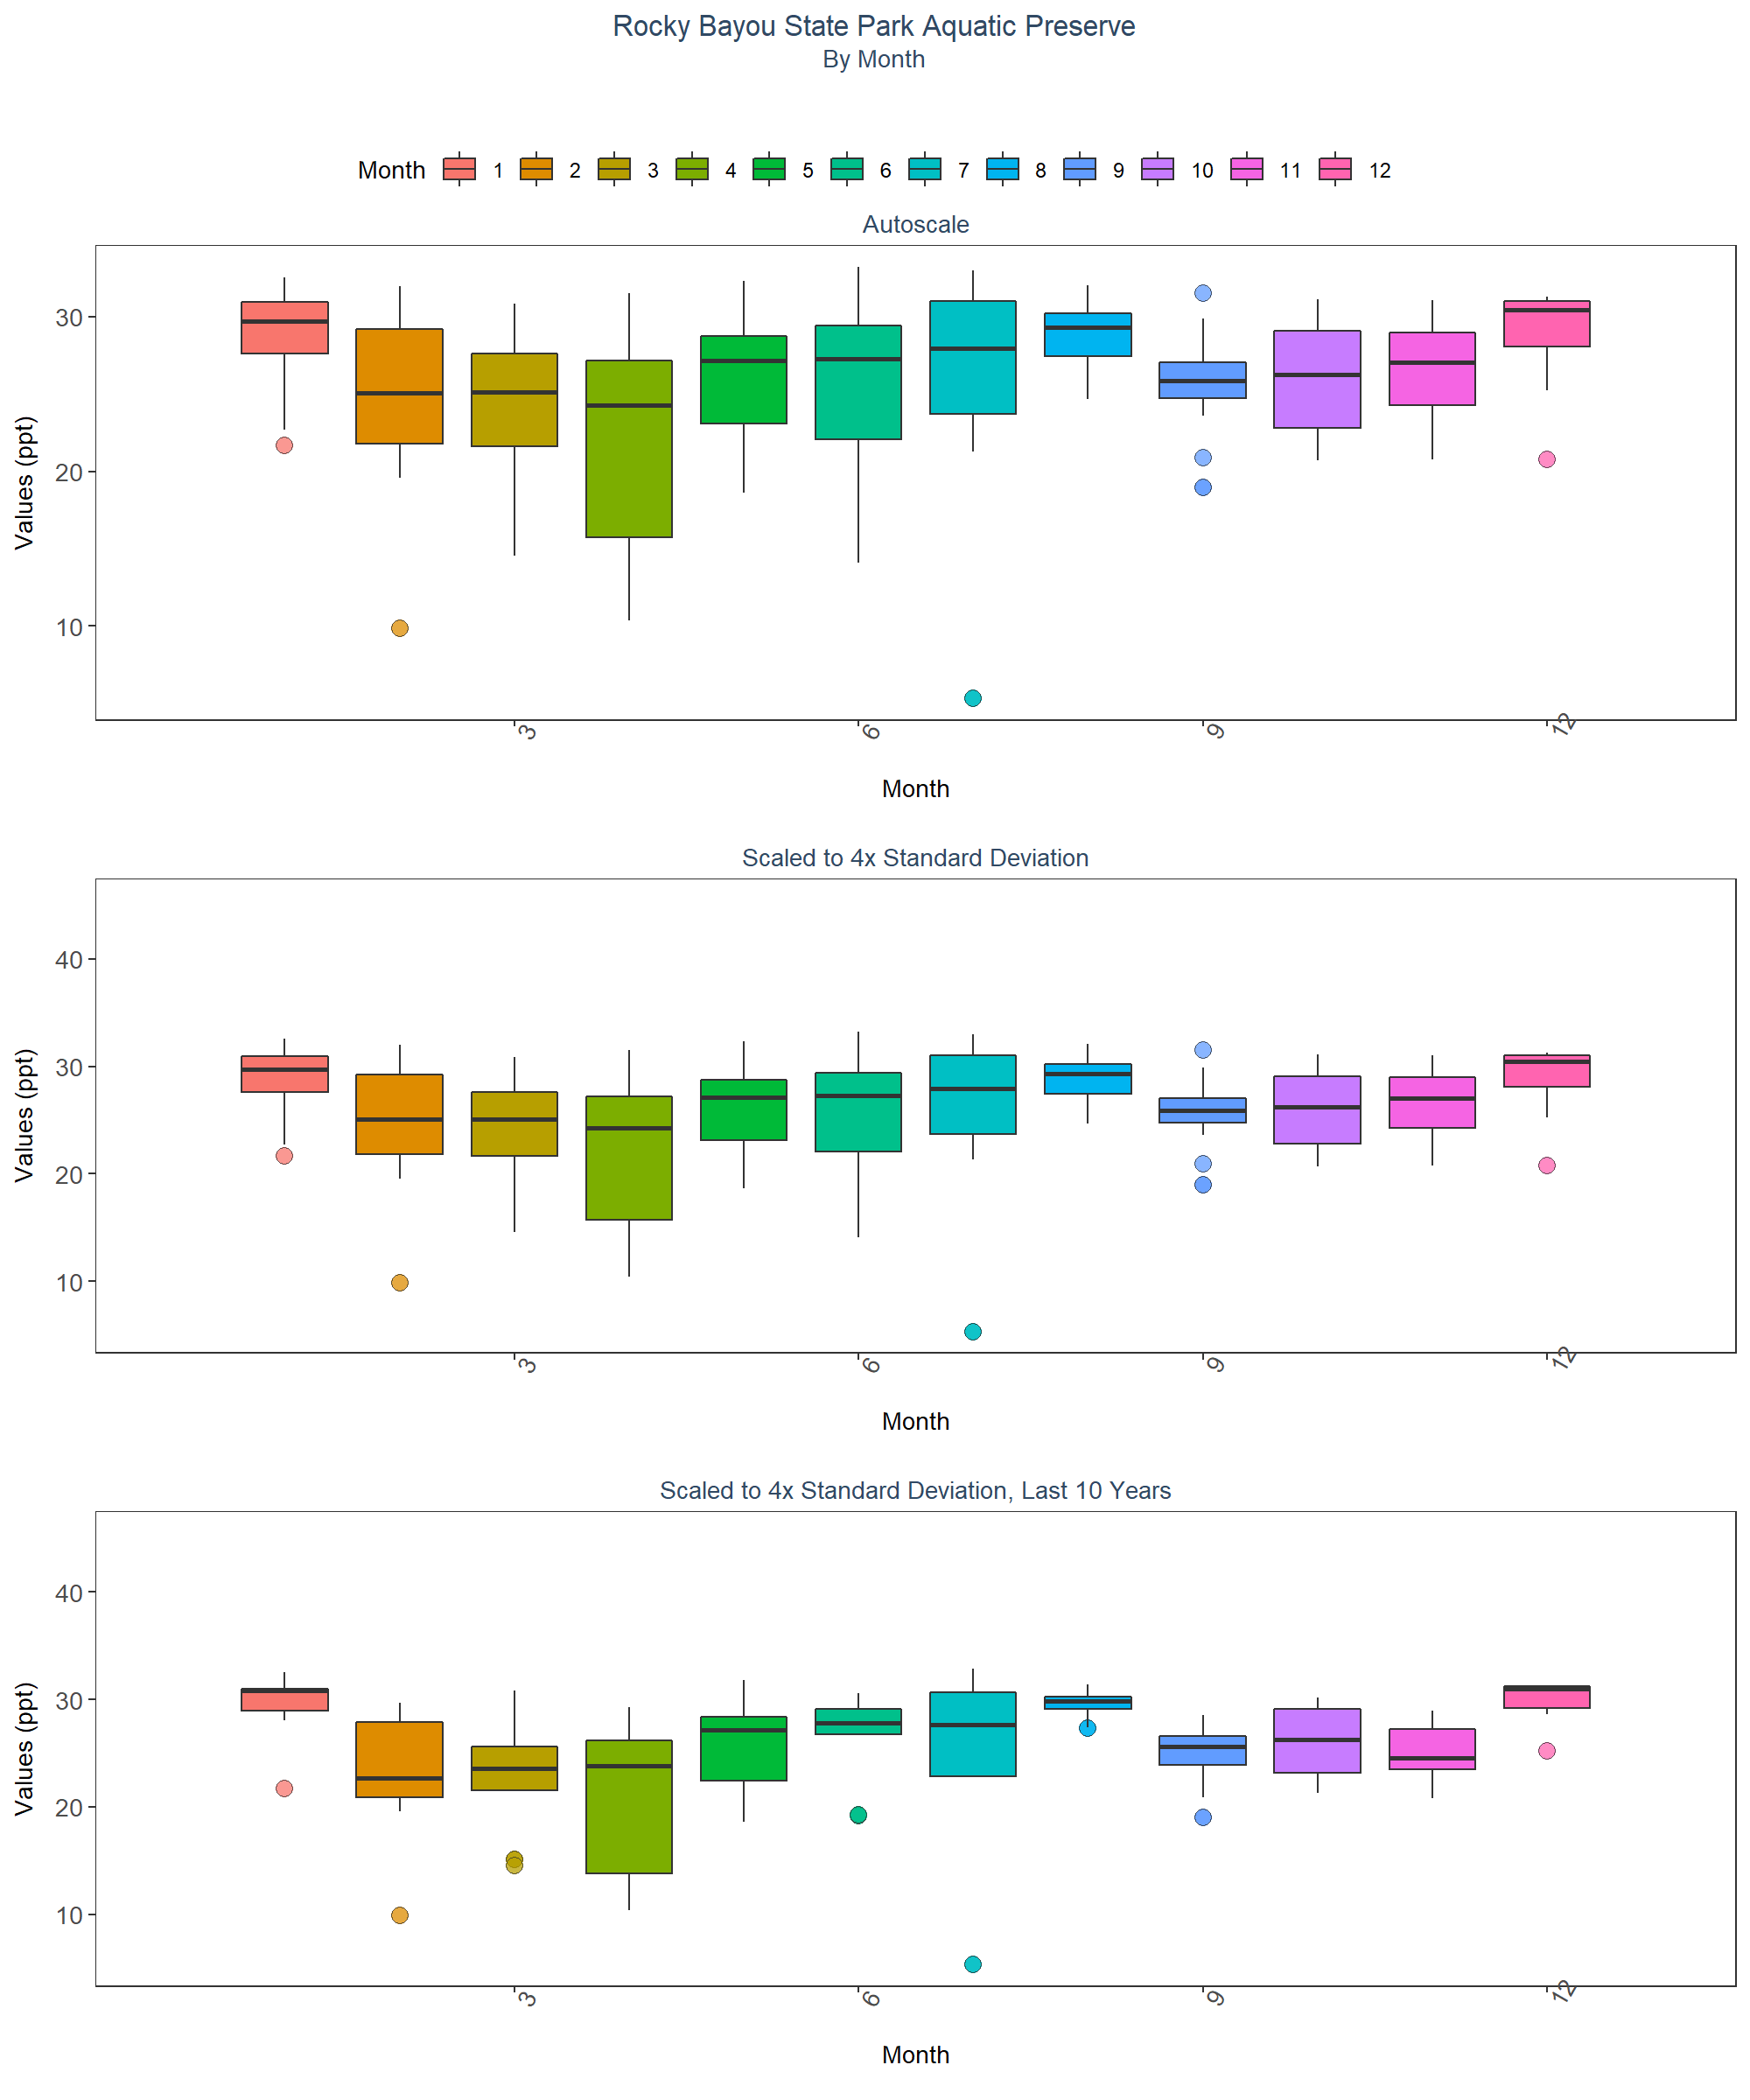 Rocky Bayou State Park Aquatic Preserve
By Month
Month 1 2 3 4 5 6 7 8 9 10 11 12
Autoscale
Values (ppt)
30
20
10
3 6 9 12
Month
Scaled to 4x Standard Deviation
Values (ppt)
40
30
20
10
3 6 9 12
Month
Scaled to 4x Standard Deviation, Last 10 Years
Values (ppt)
40
30
20
10
3 6 9 12
Month